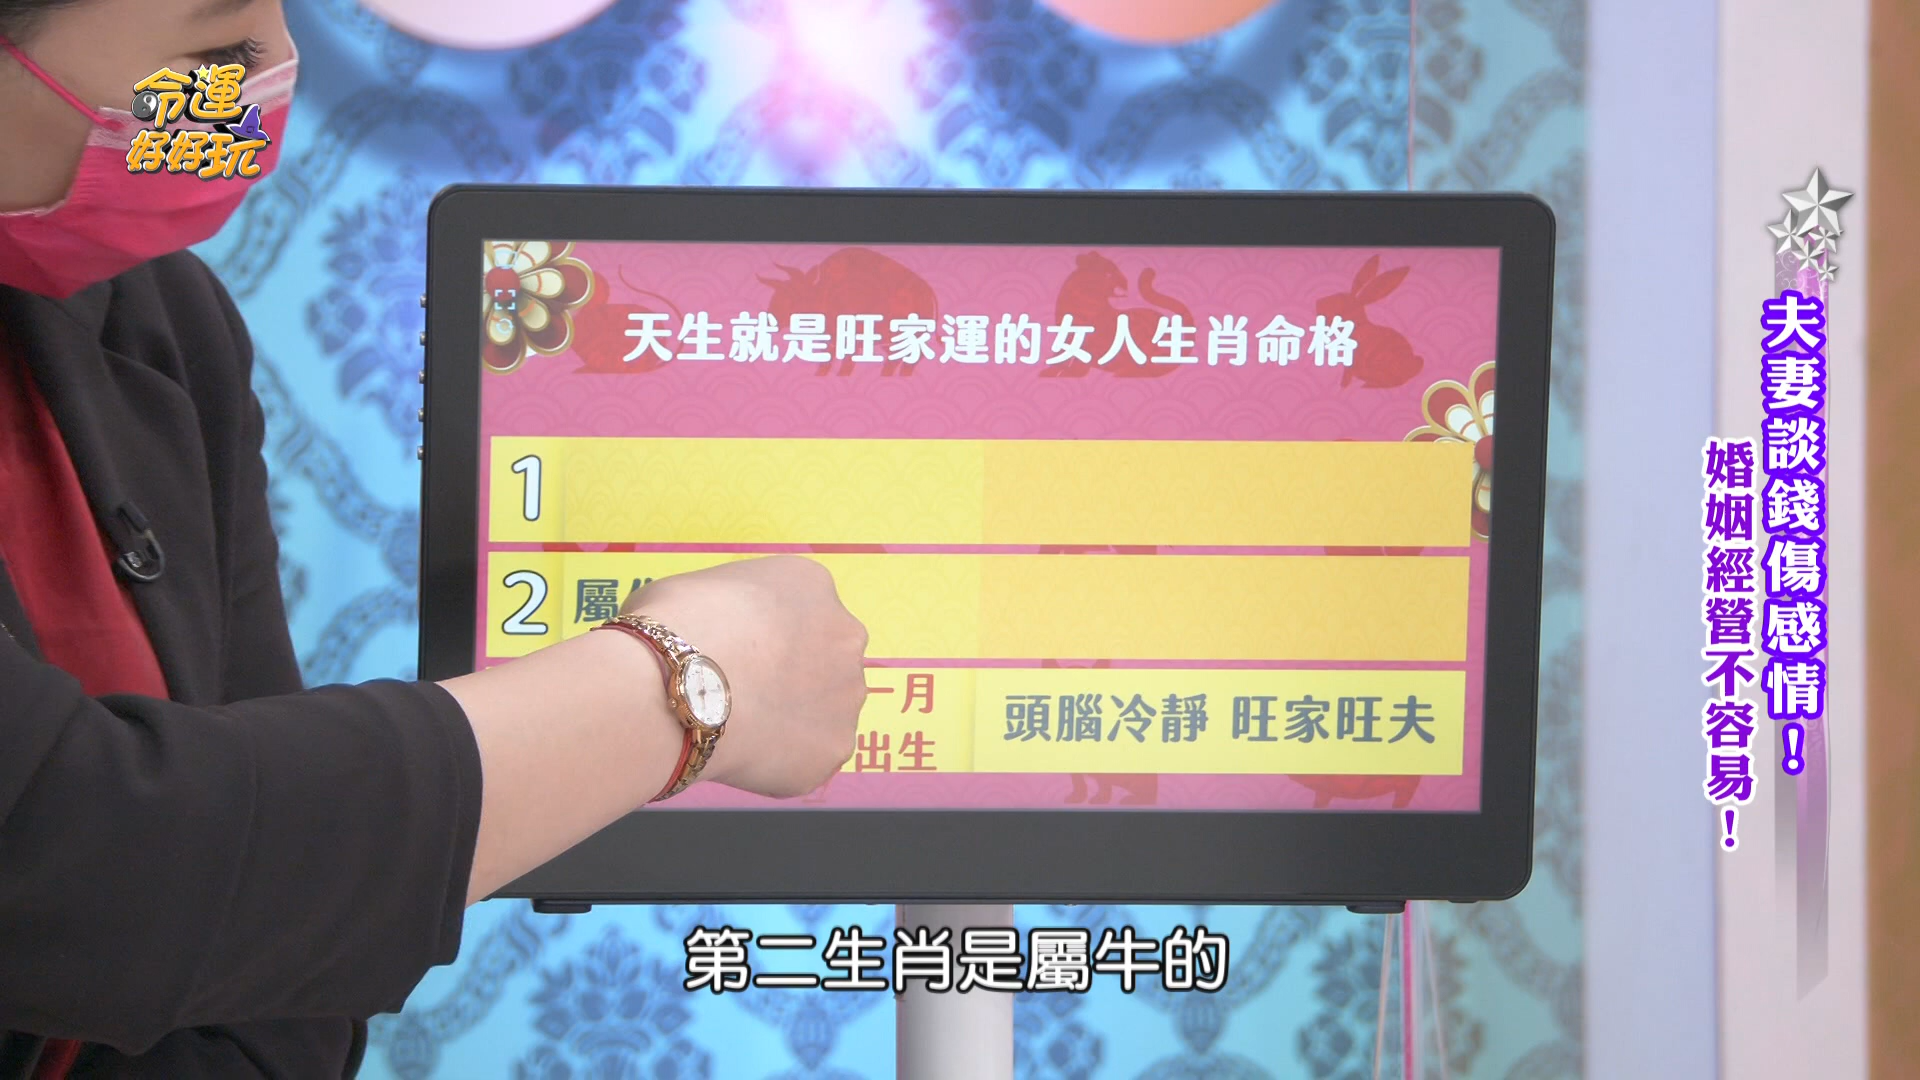 命運
好好玩
天生就是旺家運的女人生肖命格
1
2 屬牛
一月
出生
頭腦冷靜 旺家旺夫
夫妻談錢傷感情！
婚姻經營不容易！
第二生肖是屬牛的